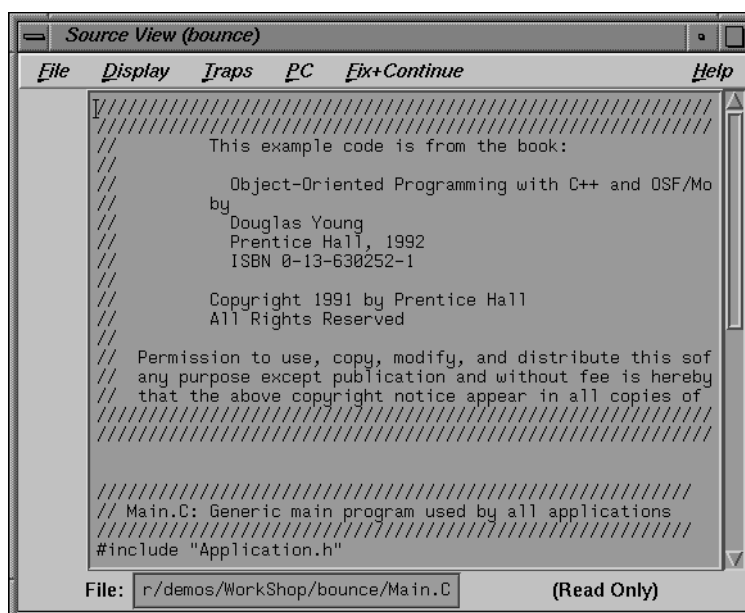 Source View (bounce)
File Display Traps PC Fix+Continue Help
////////////////////////////////////////////////////////////
////////////////////////////////////////////////////////////
// This example code is from the book:
//
// Object-Oriented Programming with C++ and OSF/Mo
// by
// Douglas Young
// Prentice Hall, 1992
// ISBN 0-13-630252-1
//
// Copyright 1991 by Prentice Hall
// All Rights Reserved
//
// Permission to use, copy, modify, and distribute this sof
// any purpose except publication and without fee is hereby
// that the above copyright notice appear in all copies of
////////////////////////////////////////////////////////////
////////////////////////////////////////////////////////////
//////////////////////////////////////////////////////////
// Main.C: Generic main program used by all applications
//////////////////////////////////////////////////////////
#include "Application.h"
File: r/demos/WorkShop/bounce/Main.C (Read Only)